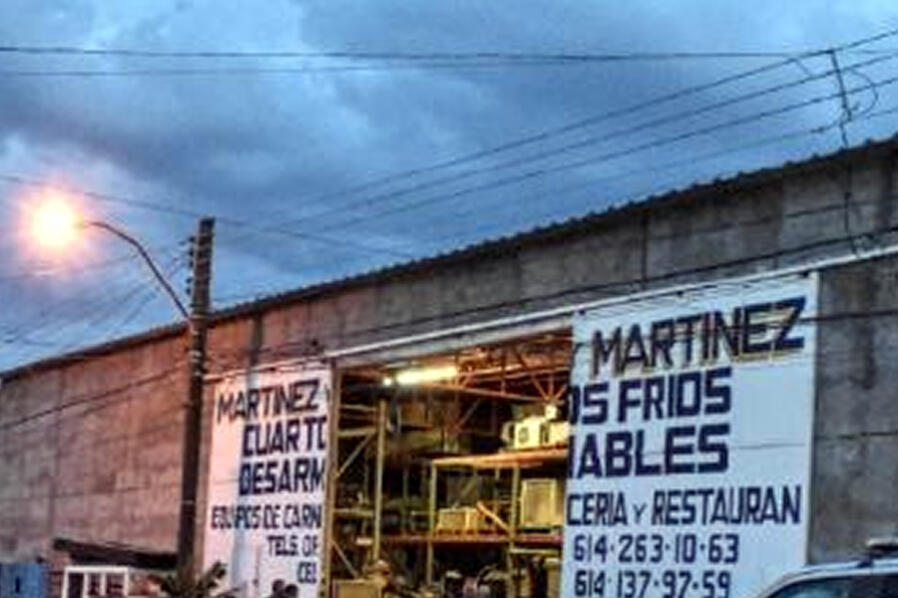 MARTINEZ Y
CUARTO
DESARM
EQUIPOS DE CARN
TELS. OF
CEL
MARTINEZ
OS FRIOS
ABLES
CERIA Y RESTAURAN
614·263·10·63
614·137·97·59